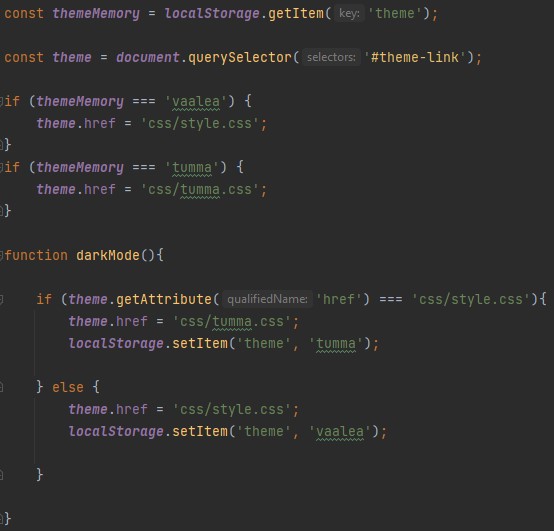 const themeMemory = localStorage.getItem( key: 'theme');
const theme = document.querySelector( selectors: '#theme-link');
if (themeMemory === 'vaalea') {
theme.href = 'css/style.css';
}
if (themeMemory === 'tumma') {
theme.href = 'css/tumma.css';
}
function darkMode(){
if (theme.getAttribute( qualifiedName: 'href') === 'css/style.css'){
theme.href = 'css/tumma.css';
localStorage.setItem('theme', 'tumma');
} else {
theme.href = 'css/style.css';
localStorage.setItem('theme', 'vaalea');
}
}